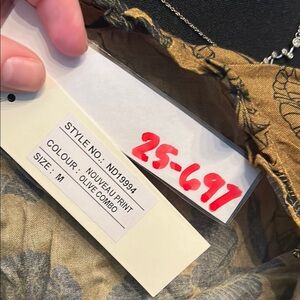 STYLE NO.: ND19994
COLOUR: NOUVEAU PRINT
OLIVE COMBO
SIZE: M
25-697